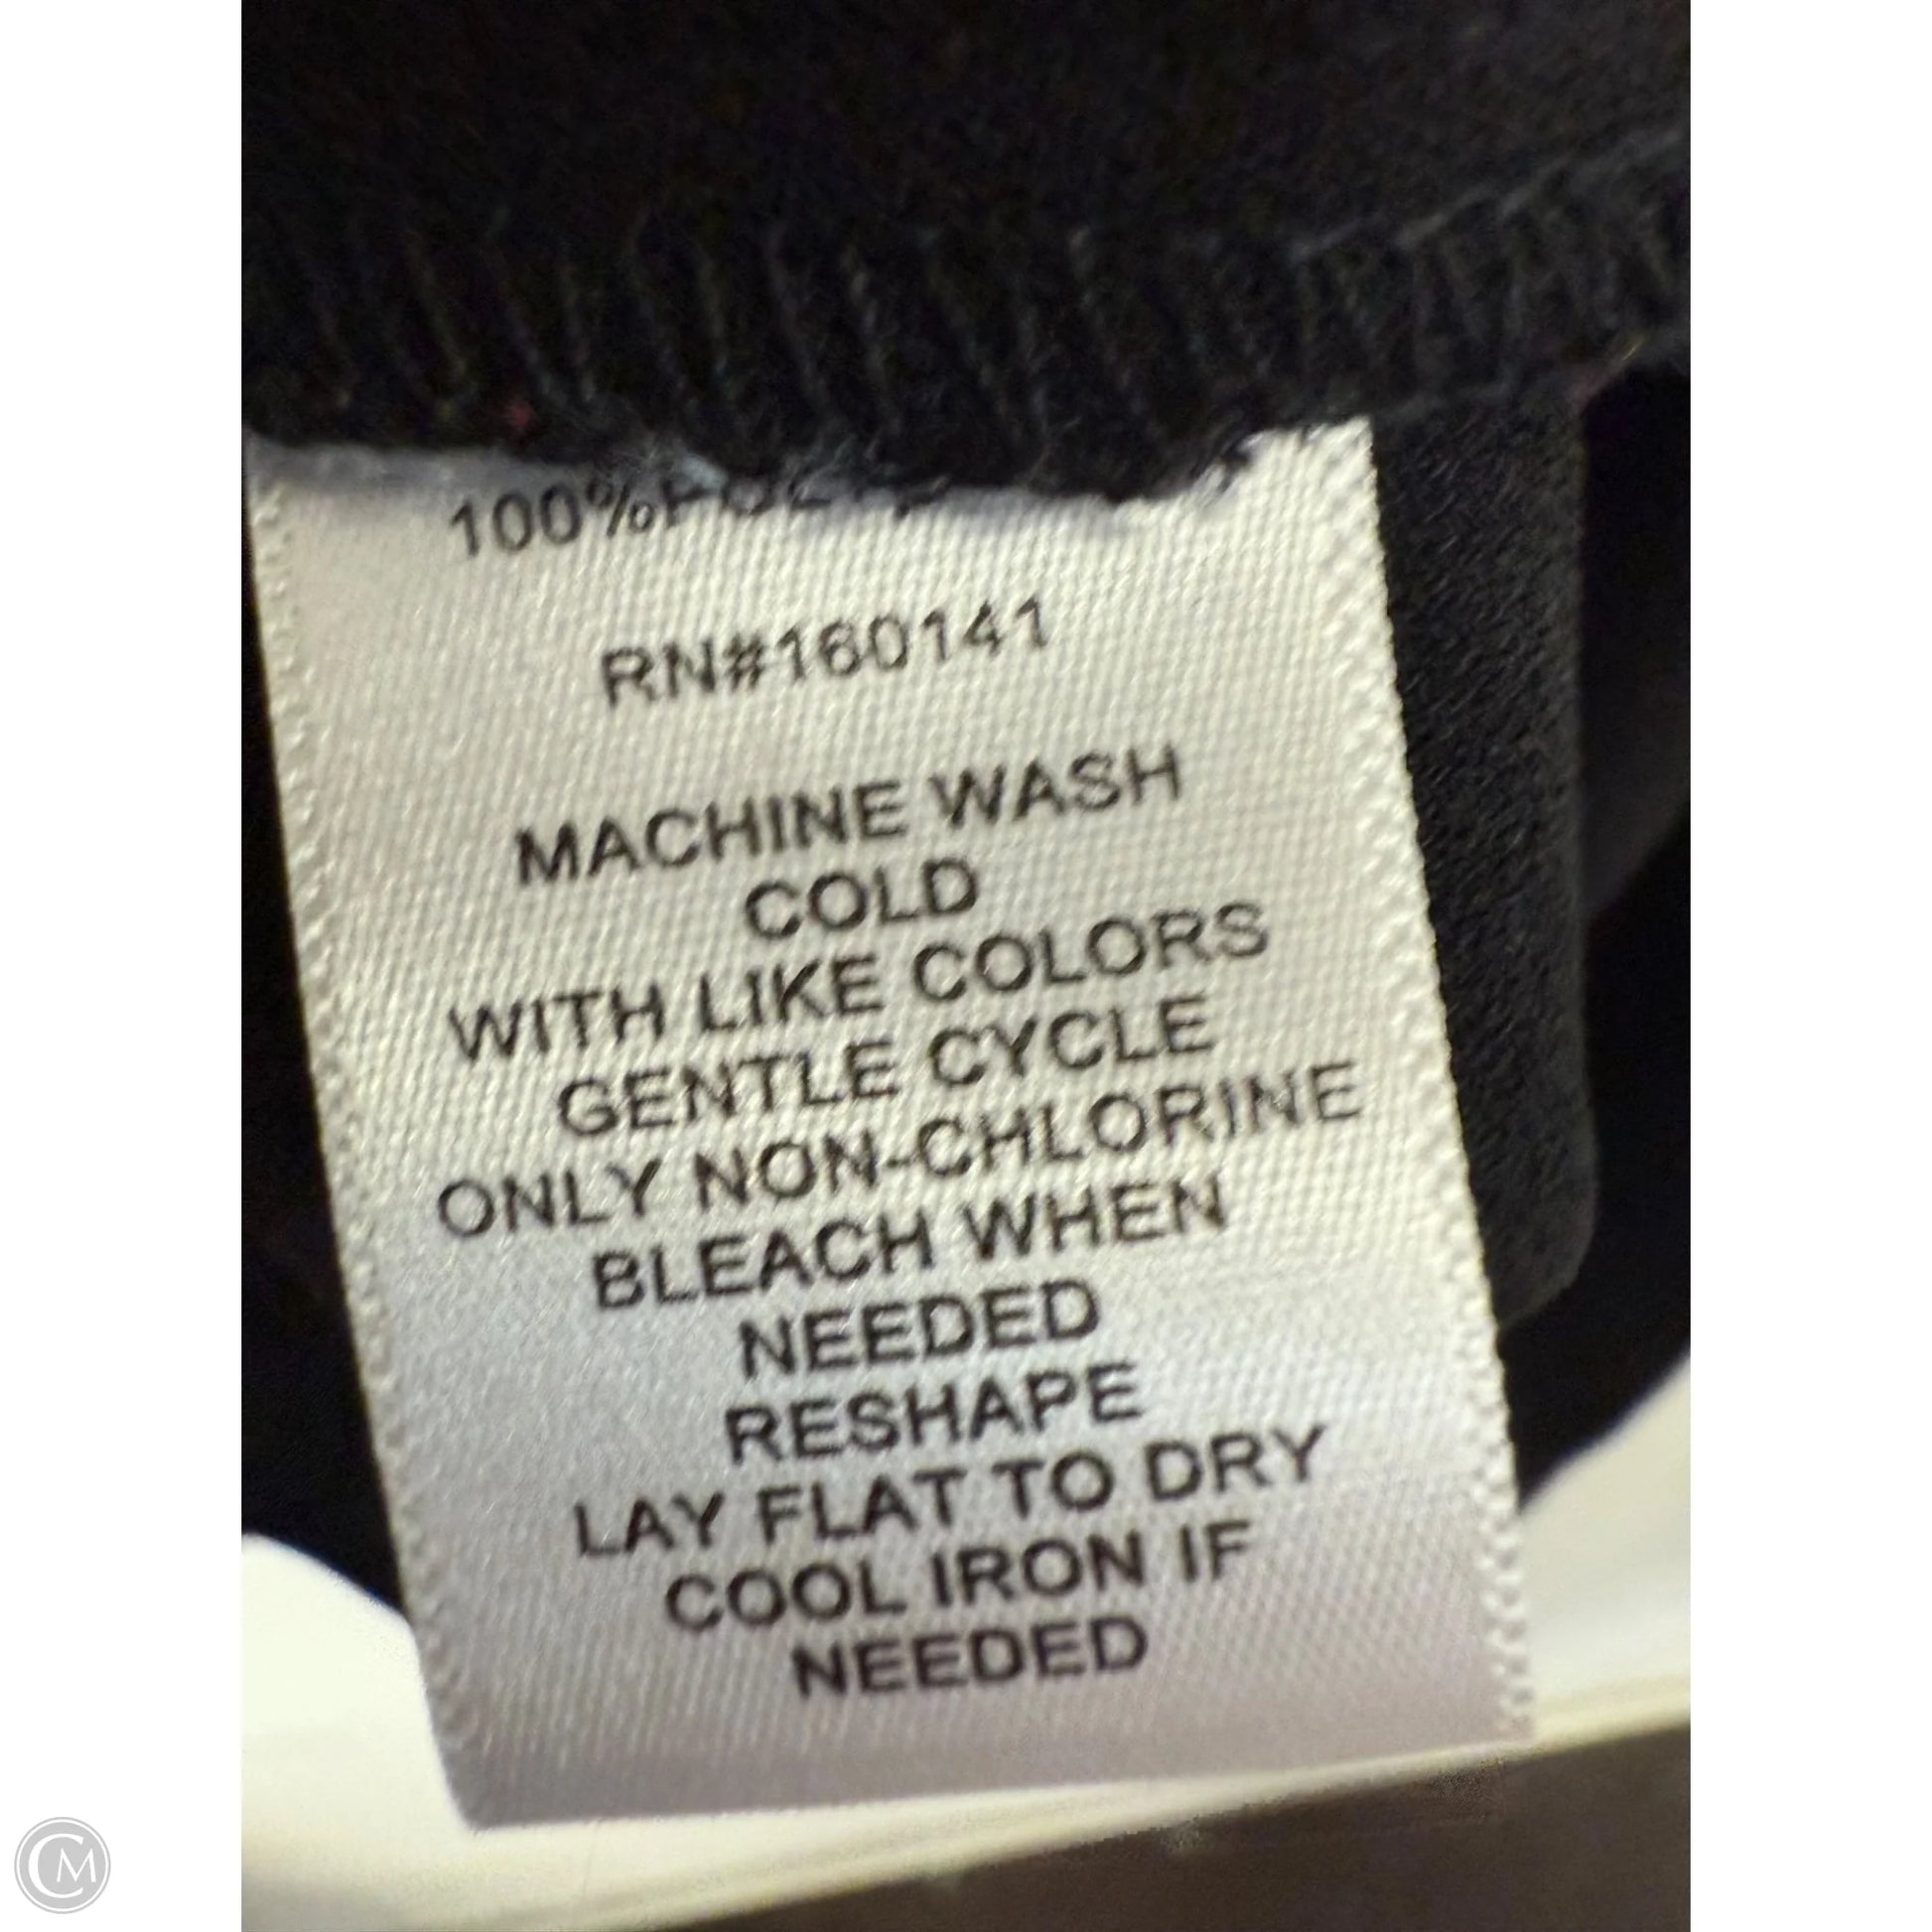 100%
RN#160141
MACHINE WASH
COLD
WITH LIKE COLORS
GENTLE CYCLE
ONLY NON-CHLORINE
BLEACH WHEN
NEEDED
RESHAPE
LAY FLAT TO DRY
COOL IRON IF
NEEDED
CM